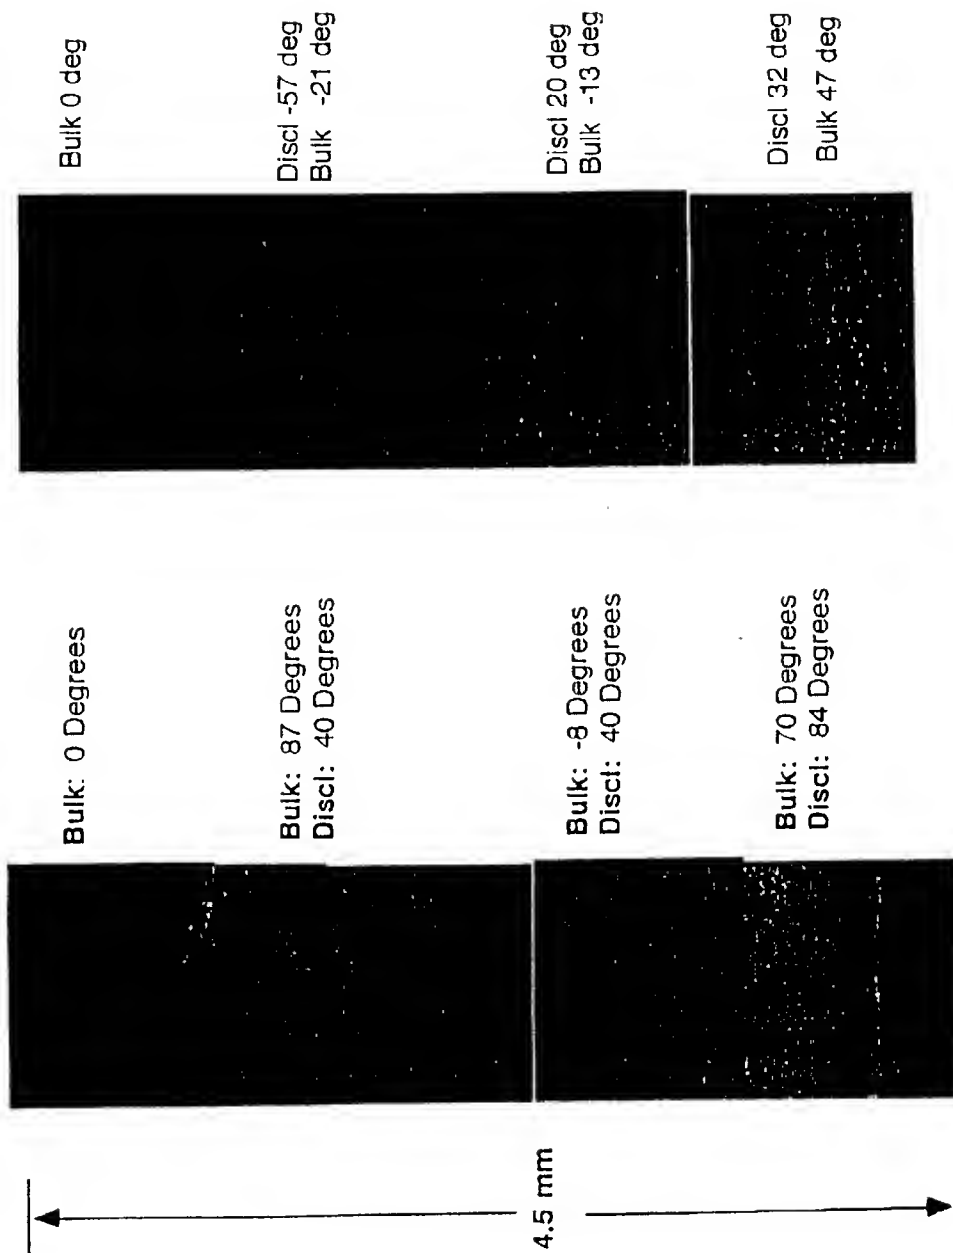 Bulk 0 deg
Discl -57 deg
Bulk -21 deg
Discl 20 deg
Bulk -13 deg
Discl 32 deg
Bulk 47 deg
Bulk: 0 Degrees
Bulk: 87 Degrees
Discl: 40 Degrees
Bulk: -8 Degrees
Discl: 40 Degrees
Bulk: 70 Degrees
Discl: 84 Degrees
4.5 mm